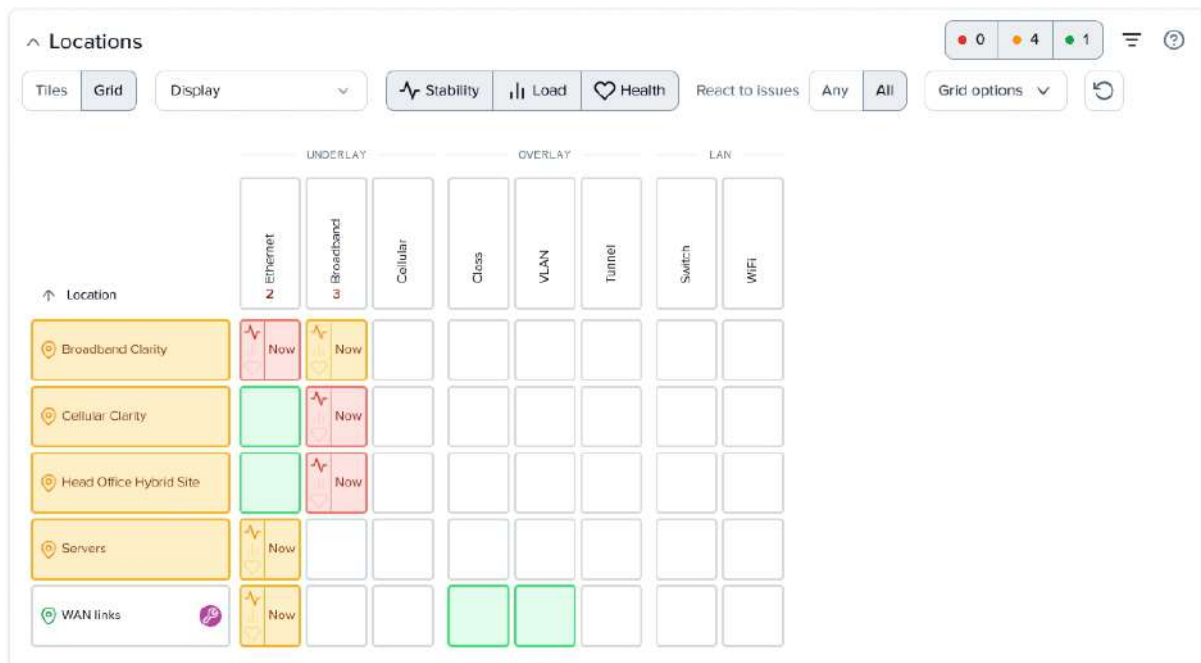 Locations
0 4 1
Tiles Grid Display Stability Load Health React to issues Any All Grid options
UNDERLAY OVERLAY LAN
Ethernet Broadband Cellular Class VLAN Tunnel Switch WiFi
2 3
Location
Broadband Clarity Now Now
Cellular Clarity Now
Head Office Hybrid Site Now
Servers Now
WAN links Now